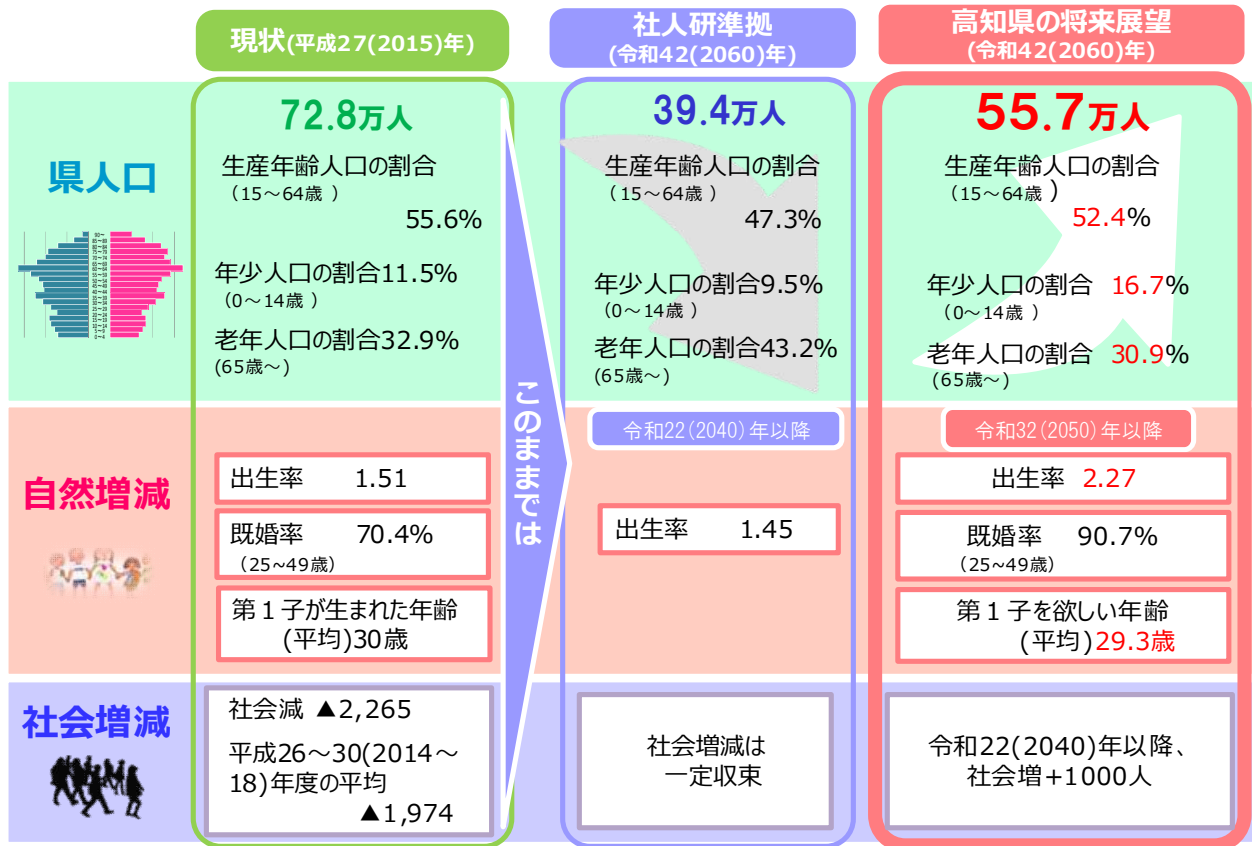 現状(平成27(2015)年)
社人研準拠
(令和42(2060)年)
高知県の将来展望
(令和42(2060)年)
県人口
72.8万人
生産年齢人口の割合
（15～64歳 ）
55.6%
年少人口の割合11.5%
（0～14歳 ）
老年人口の割合32.9%
(65歳～)
このままでは
39.4万人
生産年齢人口の割合
（15～64歳 ）
47.3%
年少人口の割合9.5%
（0～14歳 ）
老年人口の割合43.2%
(65歳～)
55.7万人
生産年齢人口の割合
（15～64歳 ）
52.4%
年少人口の割合 16.7%
（0～14歳 ）
老年人口の割合 30.9%
(65歳～)
自然増減
出生率 1.51
既婚率 70.4%
（25~49歳）
第１子が生まれた年齢
(平均)30歳
令和22(2040)年以降
出生率 1.45
令和32(2050)年以降
出生率 2.27
既婚率 90.7%
（25~49歳）
第１子を欲しい年齢
(平均)29.3歳
社会増減
社会減 ▲2,265
平成26～30(2014～
18)年度の平均
▲1,974
社会増減は
一定収束
令和22(2040)年以降、
社会増+1000人